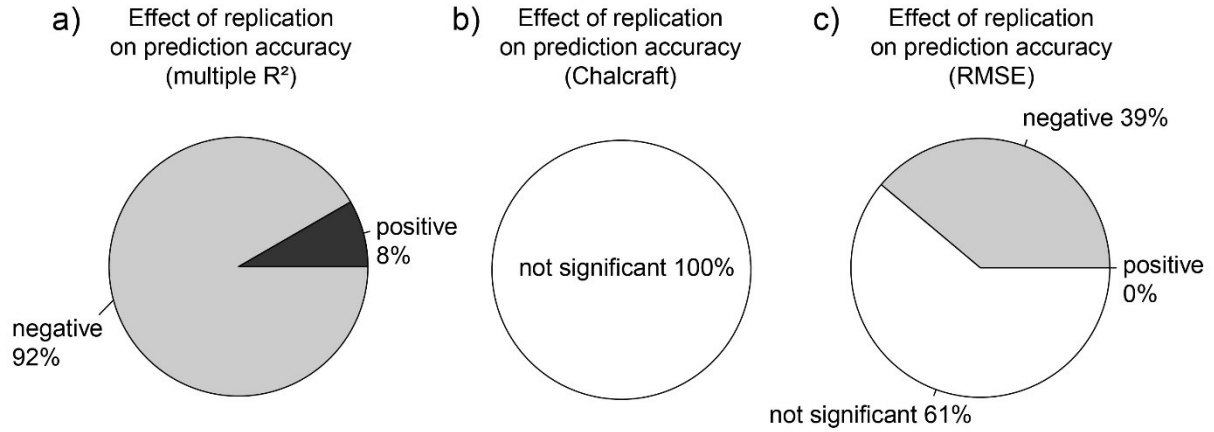 a)
Effect of replication
on prediction accuracy
(multiple R²)
positive
8%
negative
92%
b)
Effect of replication
on prediction accuracy
(Chalcraft)
not significant 100%
c)
Effect of replication
on prediction accuracy
(RMSE)
negative 39%
positive
0%
not significant 61%